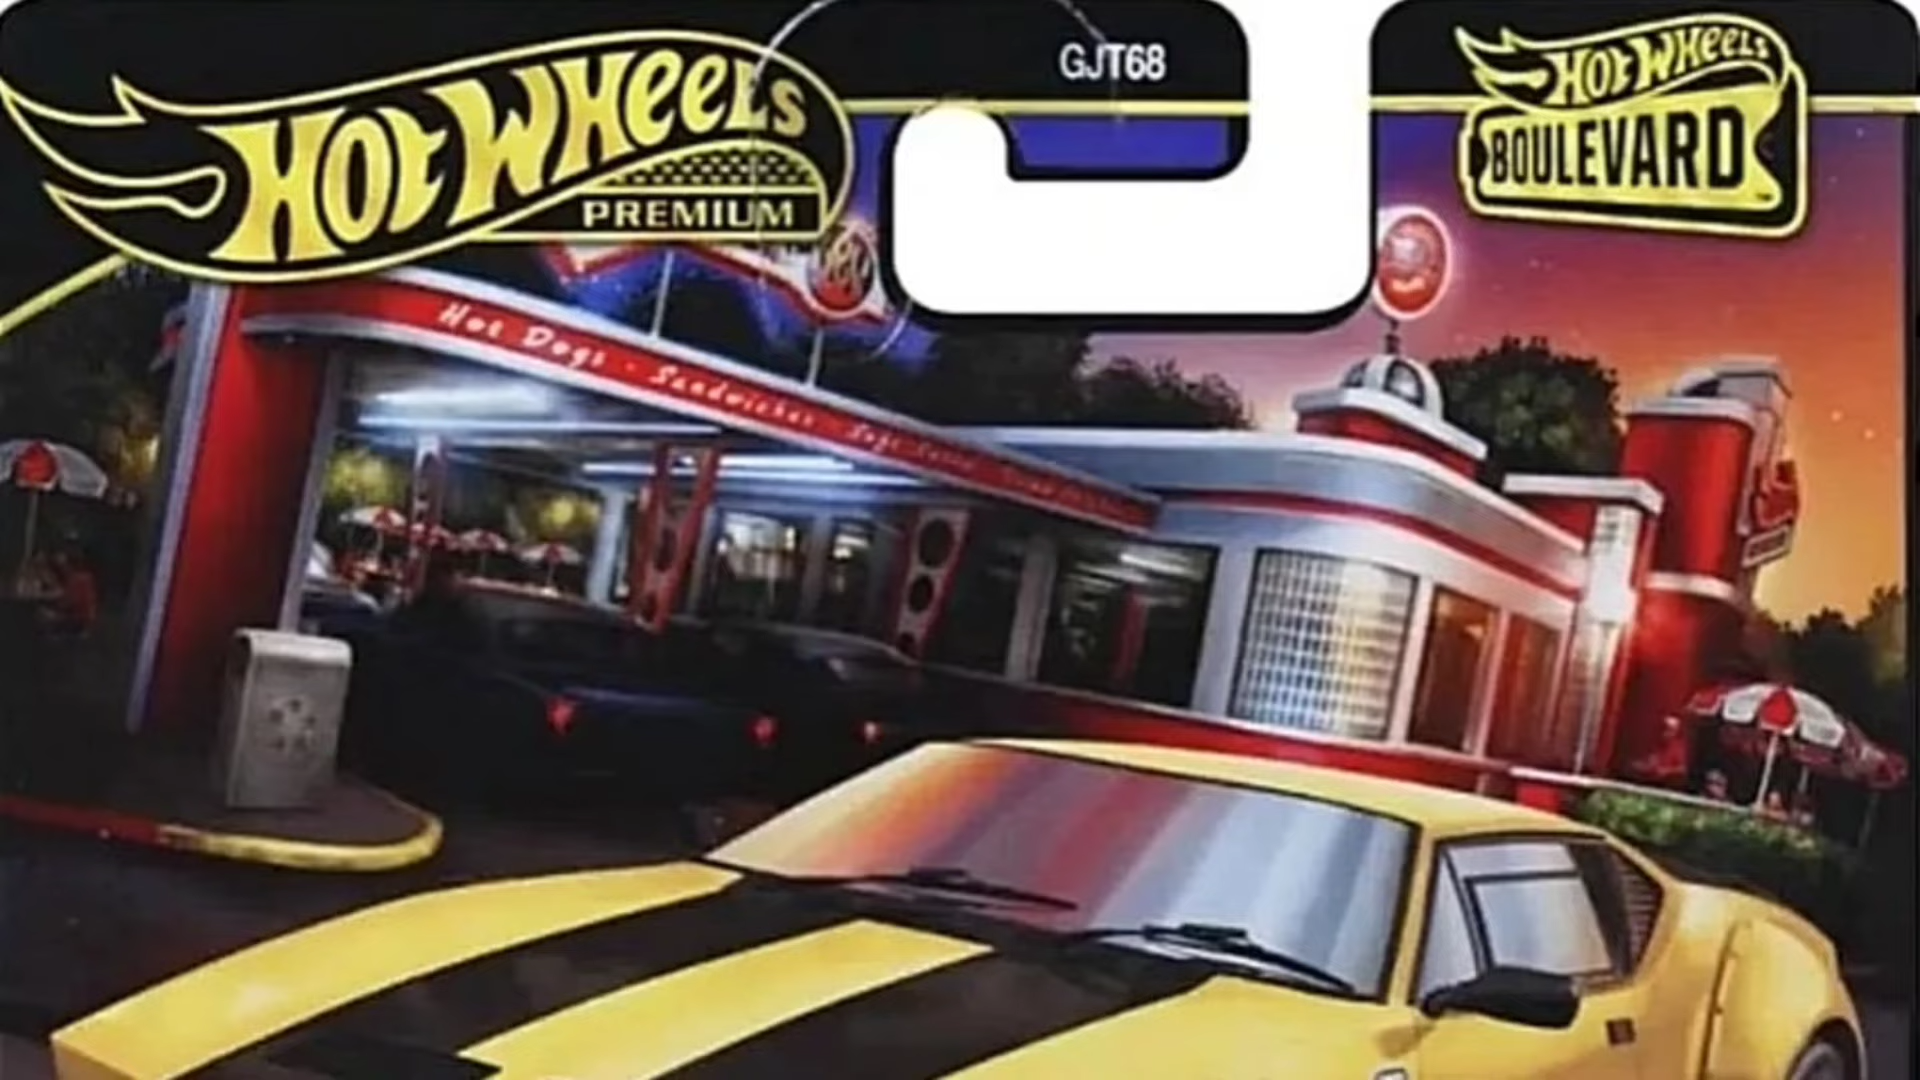 HOT WHEELS
PREMIUM
GJT68
HOT WHEELS
BOULEVARD
Hot Dogs - Sandwiches